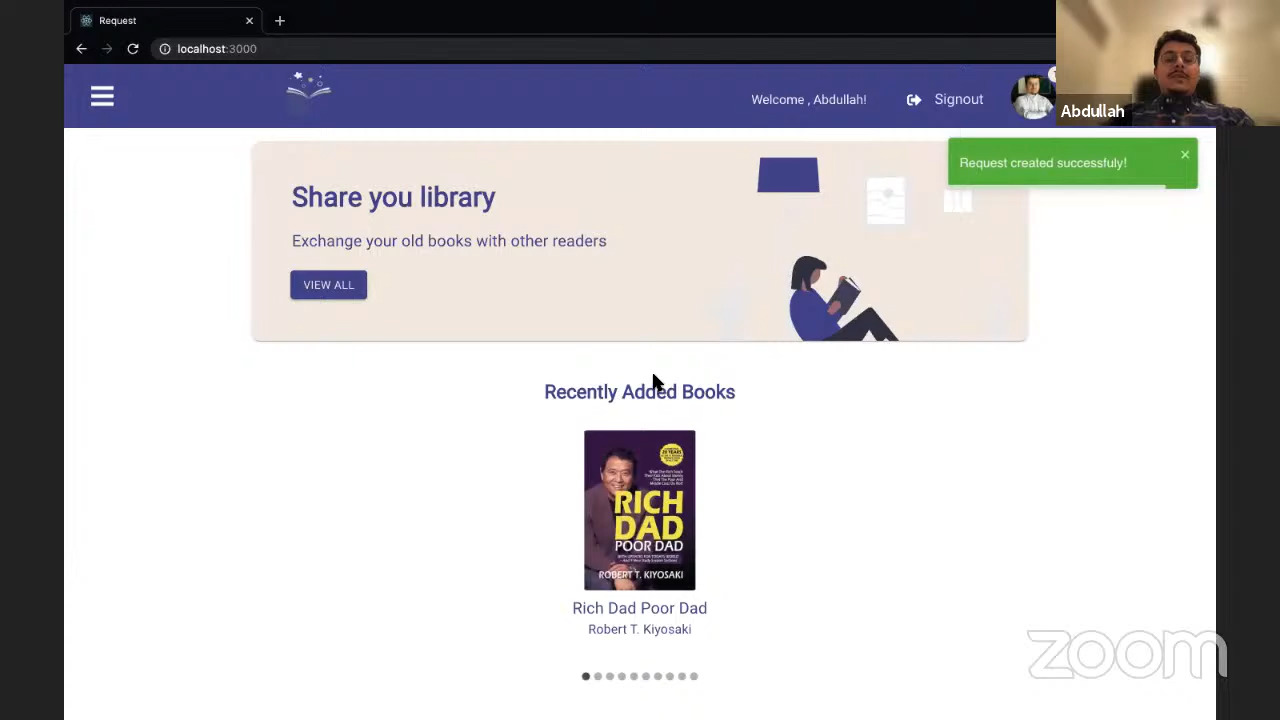 Request
localhost:3000
Welcome , Abdullah!
Signout
Abdullah
Request created successfuly!
Share you library
Exchange your old books with other readers
VIEW ALL
Recently Added Books
RICH
DAD
POOR DAD
ROBERT T. KIYOSAKI
Rich Dad Poor Dad
Robert T. Kiyosaki
zoom